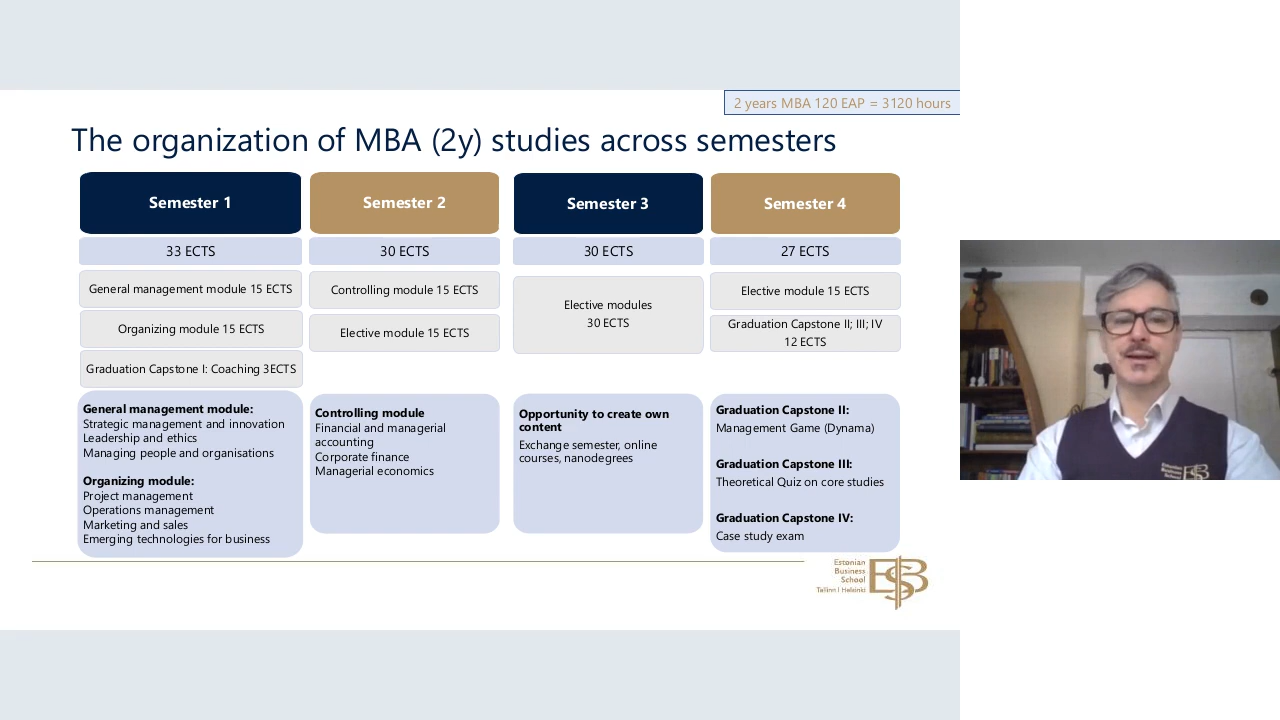 2 years MBA 120 EAP = 3120 hours
The organization of MBA (2y) studies across semesters
Semester 1
Semester 2
Semester 3
Semester 4
33 ECTS
30 ECTS
30 ECTS
27 ECTS
General management module 15 ECTS
Organizing module 15 ECTS
Graduation Capstone I: Coaching 3ECTS
Controlling module 15 ECTS
Elective module 15 ECTS
Elective modules
30 ECTS
Elective module 15 ECTS
Graduation Capstone II; III; IV
12 ECTS
General management module:
Strategic management and innovation
Leadership and ethics
Managing people and organisations
Organizing module:
Project management
Operations management
Marketing and sales
Emerging technologies for business
Controlling module
Financial and managerial
accounting
Corporate finance
Managerial economics
Opportunity to create own
content
Exchange semester, online
courses, nanodegrees
Graduation Capstone II:
Management Game (Dynama)
Graduation Capstone III:
Theoretical Quiz on core studies
Graduation Capstone IV:
Case study exam
Estonian
Business
School
Tallinn | Helsinki
EBS
Estonian
Business
School
EBS